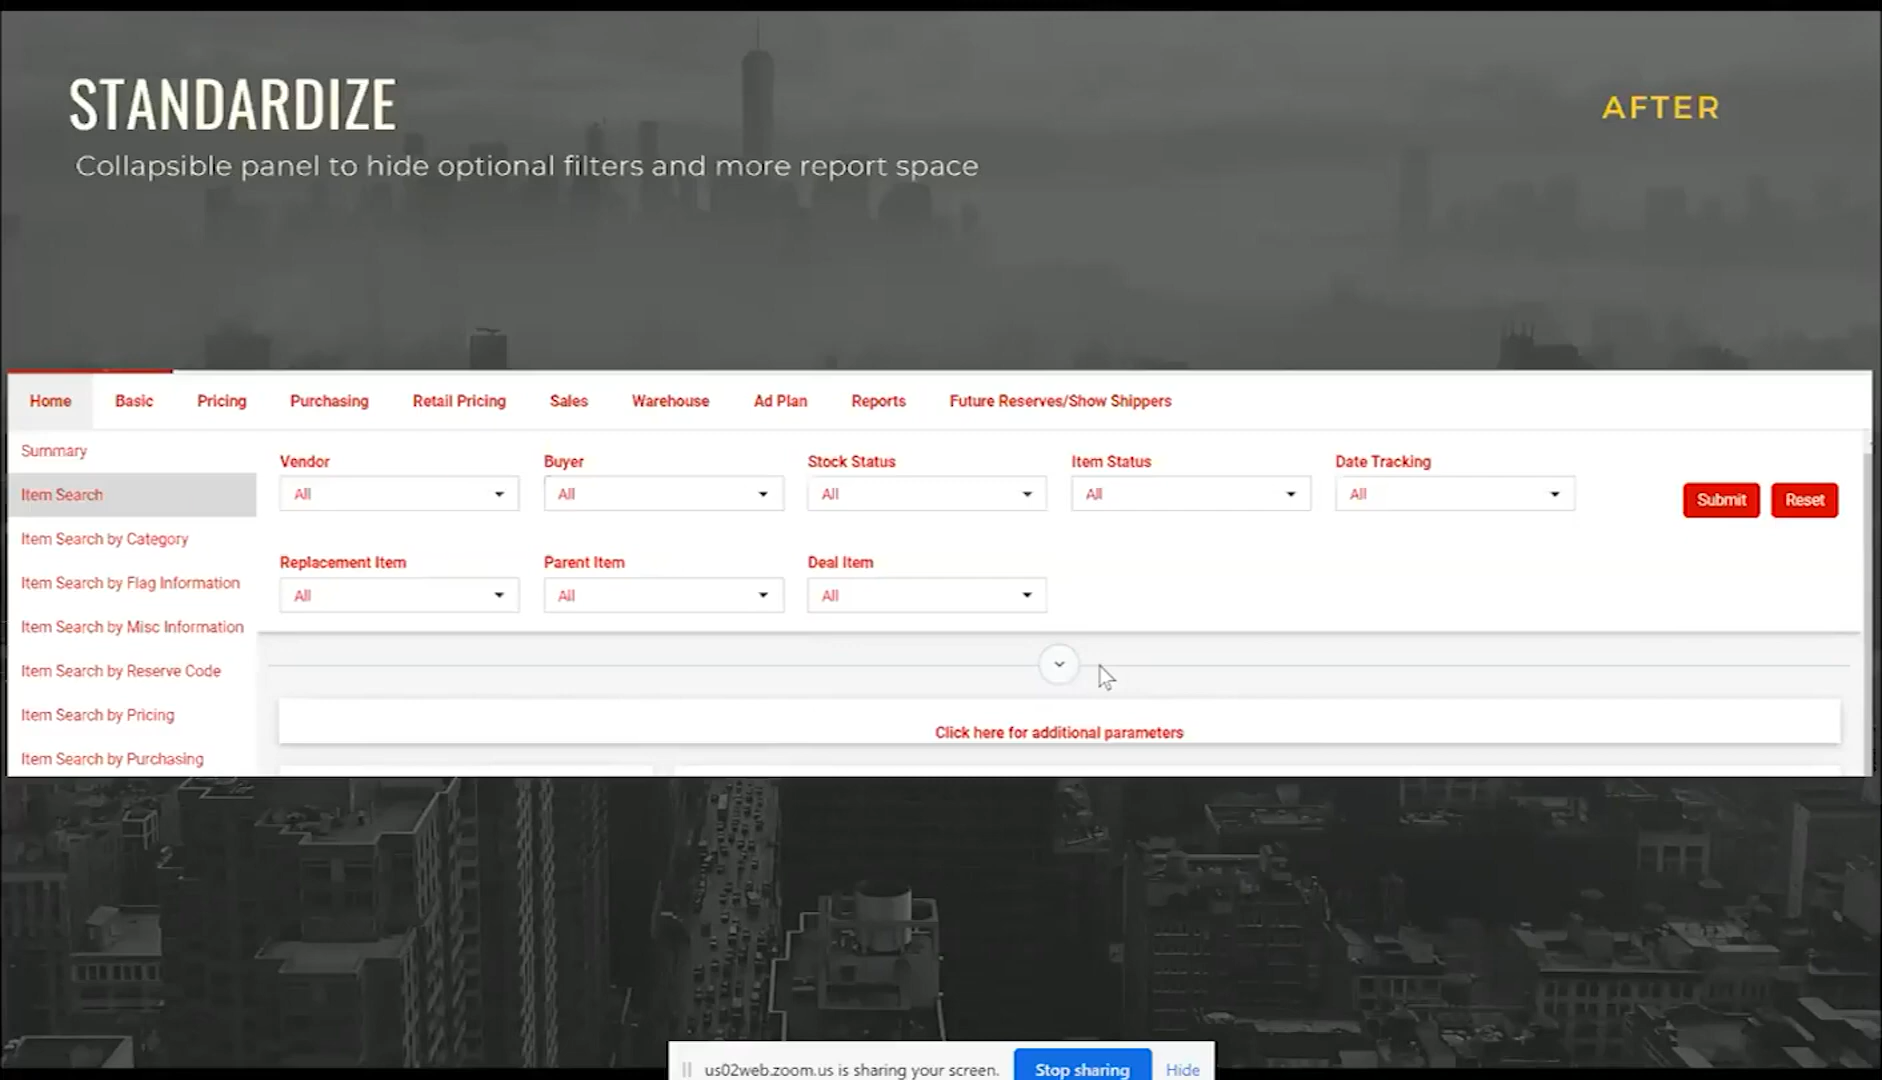 STANDARDIZE
AFTER
Collapsible panel to hide optional filters and more report space
Home Basic Pricing Purchasing Retail Pricing Sales Warehouse Ad Plan Reports Future Reserves/Show Shippers
Summary
Item Search
Item Search by Category
Item Search by Flag Information
Item Search by Misc Information
Item Search by Reserve Code
Item Search by Pricing
Item Search by Purchasing
Vendor Buyer Stock Status Item Status Date Tracking
All All All All All
Submit Reset
Replacement Item Parent Item Deal Item
All All All
Click here for additional parameters
us02web.zoom.us is sharing your screen. Stop sharing Hide